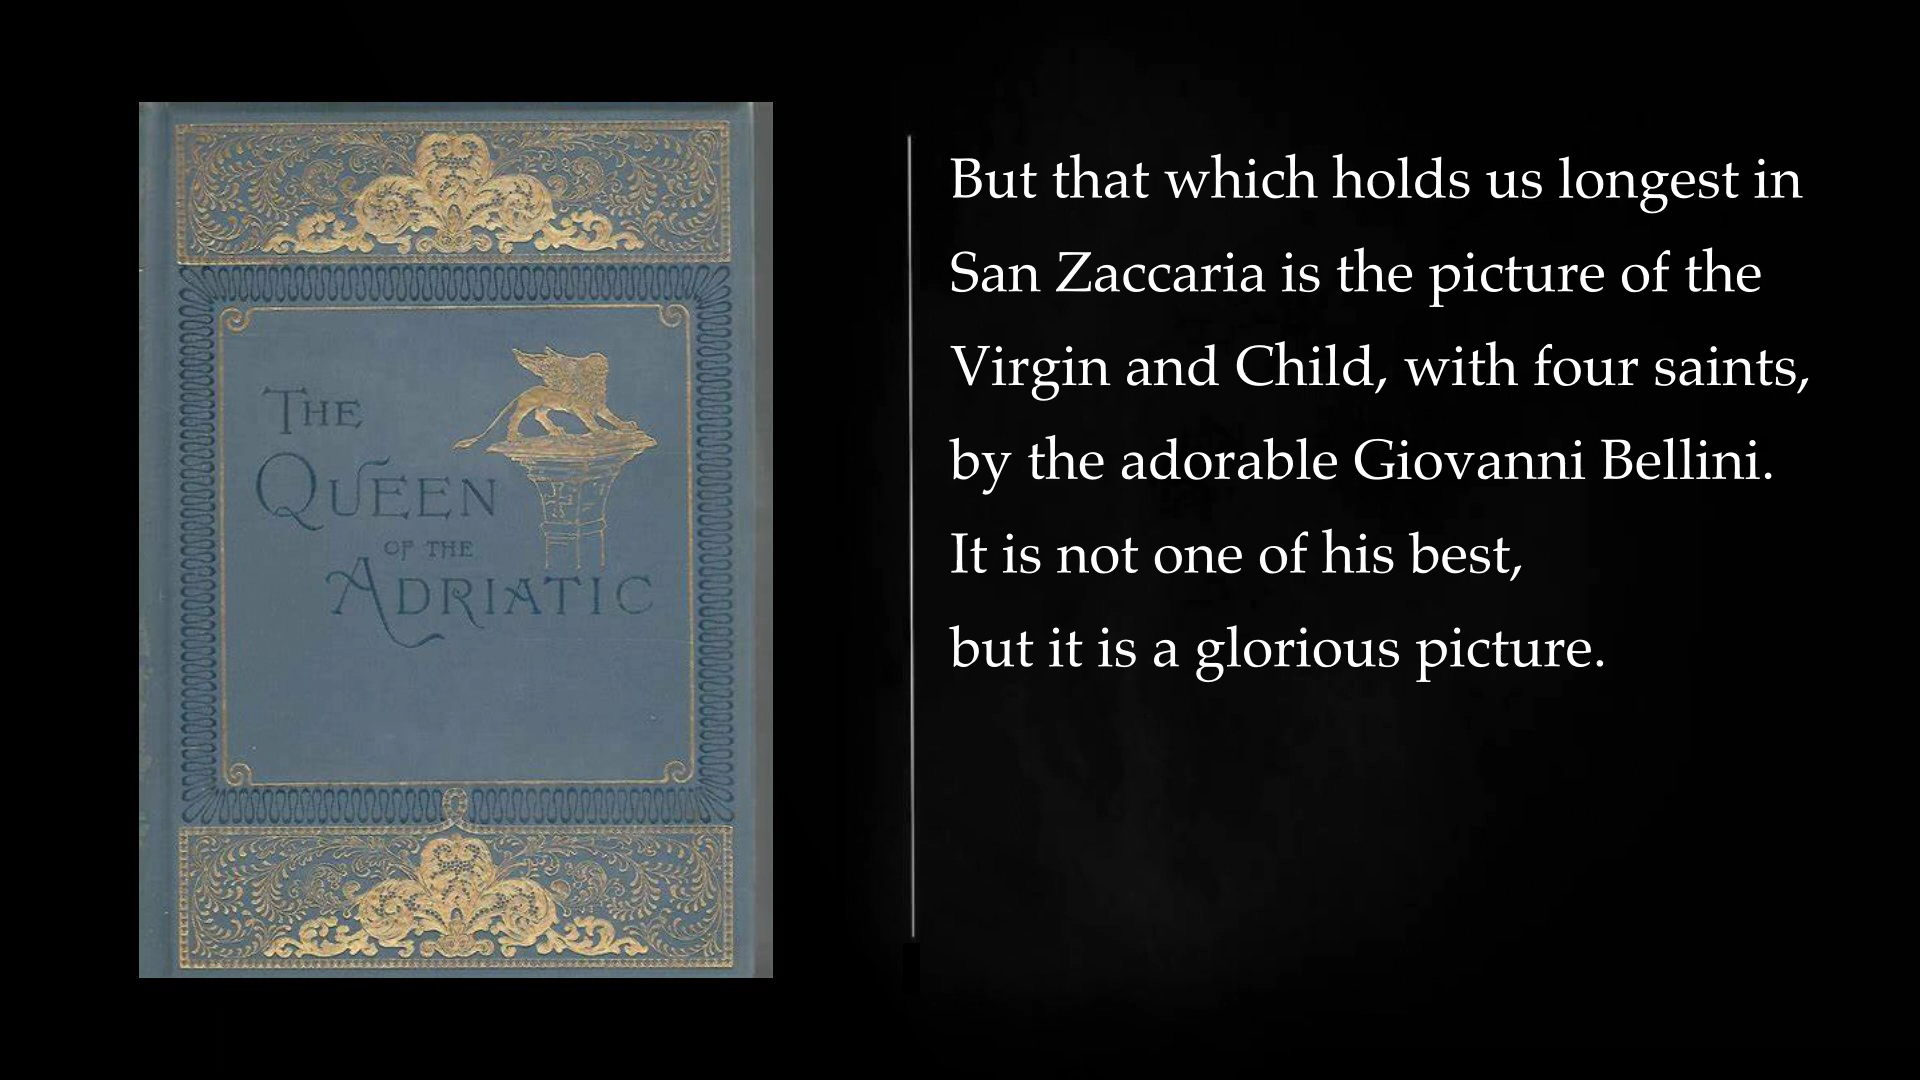 THE
QUEEN
OF THE
ADRIATIC
But that which holds us longest in
San Zaccaria is the picture of the
Virgin and Child, with four saints,
by the adorable Giovanni Bellini.
It is not one of his best,
but it is a glorious picture.